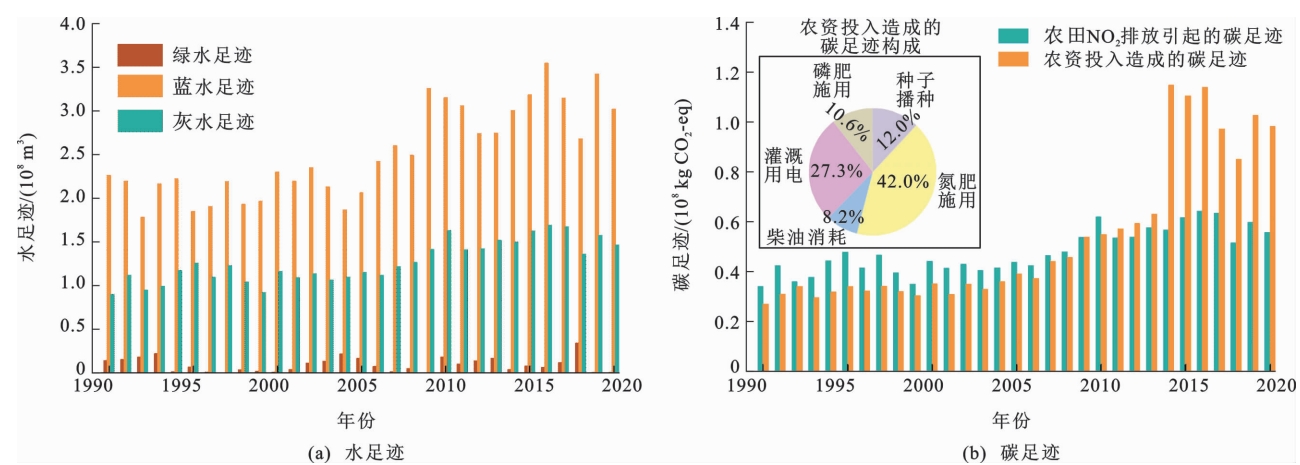 水足迹/(10⁸ m³)
4.0
3.5
3.0
2.5
2.0
1.5
1.0
0.5
0
绿水足迹
蓝水足迹
灰水足迹
1990
1995
2000
2005
2010
2015
2020
年份
(a) 水足迹
碳足迹/(10⁸ kg CO₂-eq)
1.4
1.2
1.0
0.8
0.6
0.4
0.2
0
农资投入造成的
碳足迹构成
农田NO₂排放引起的碳足迹
农资投入造成的碳足迹
磷肥
施用
10.6%
种子
播种
12.0%
灌溉
用电
27.3%
42.0%
氮肥
施用
8.2%
柴油消耗
1990
1995
2000
2005
2010
2015
2020
年份
(b) 碳足迹